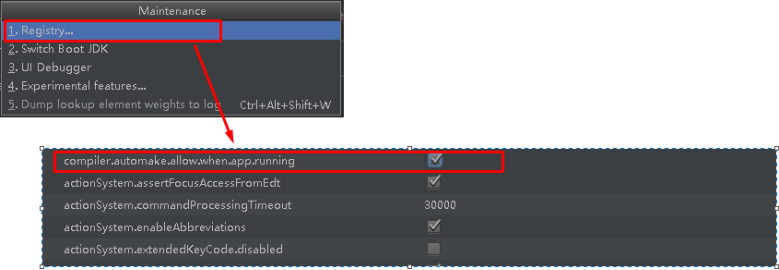 Maintenance
1. Registry...
2. Switch Boot JDK
3. UI Debugger
4. Experimental features...
5. Dump lookup element weights to log Ctrl+Alt+Shift+W
compiler.automake.allow.when.app.running
actionSystem.assertFocusAccessFromEdt
actionSystem.commandProcessingTimeout 30000
actionSystem.enableAbbreviations
actionSystem.extendedKeyCode.disabled